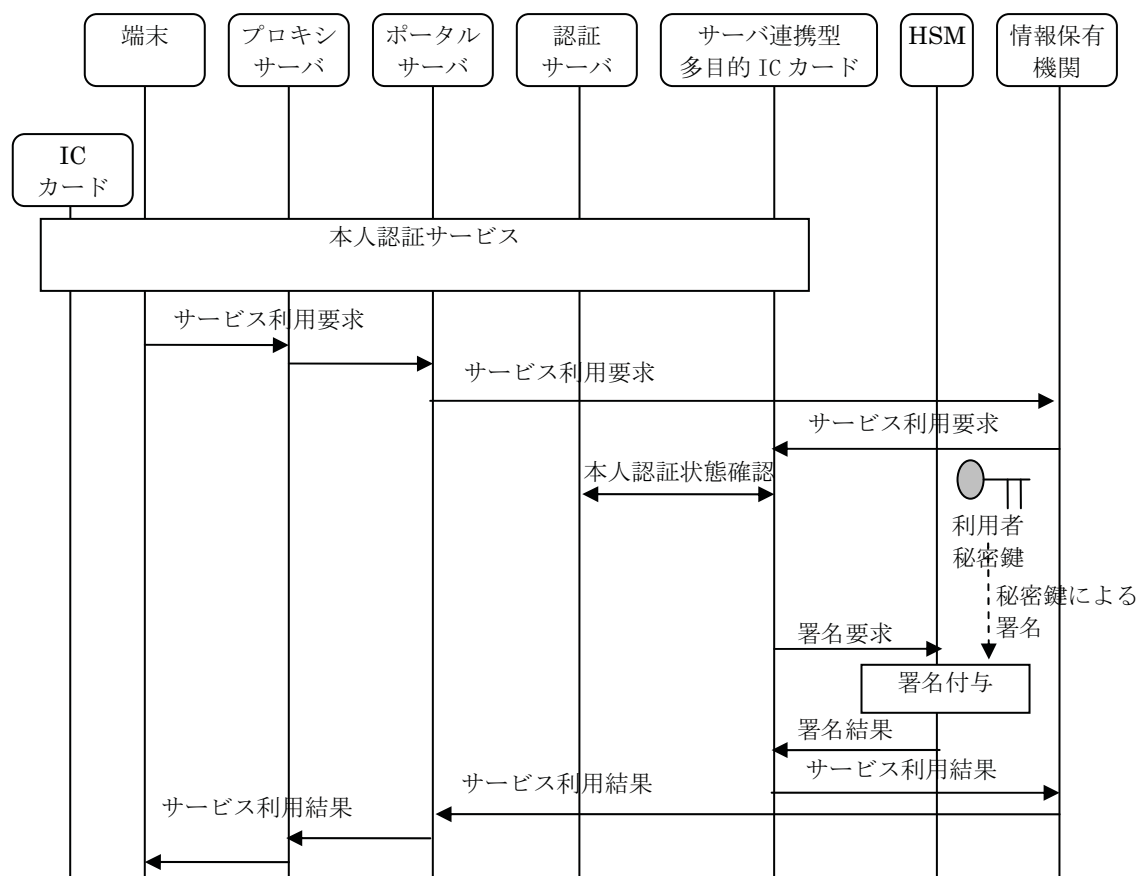 端末
プロキシ
サーバ
ポータル
サーバ
認証
サーバ
サーバ連携型
多目的 IC カード
HSM
情報保有
機関
IC
カード
本人認証サービス
サービス利用要求
サービス利用要求
サービス利用要求
本人認証状態確認
利用者
秘密鍵
秘密鍵による
署名
署名要求
署名付与
署名結果
サービス利用結果
サービス利用結果
サービス利用結果